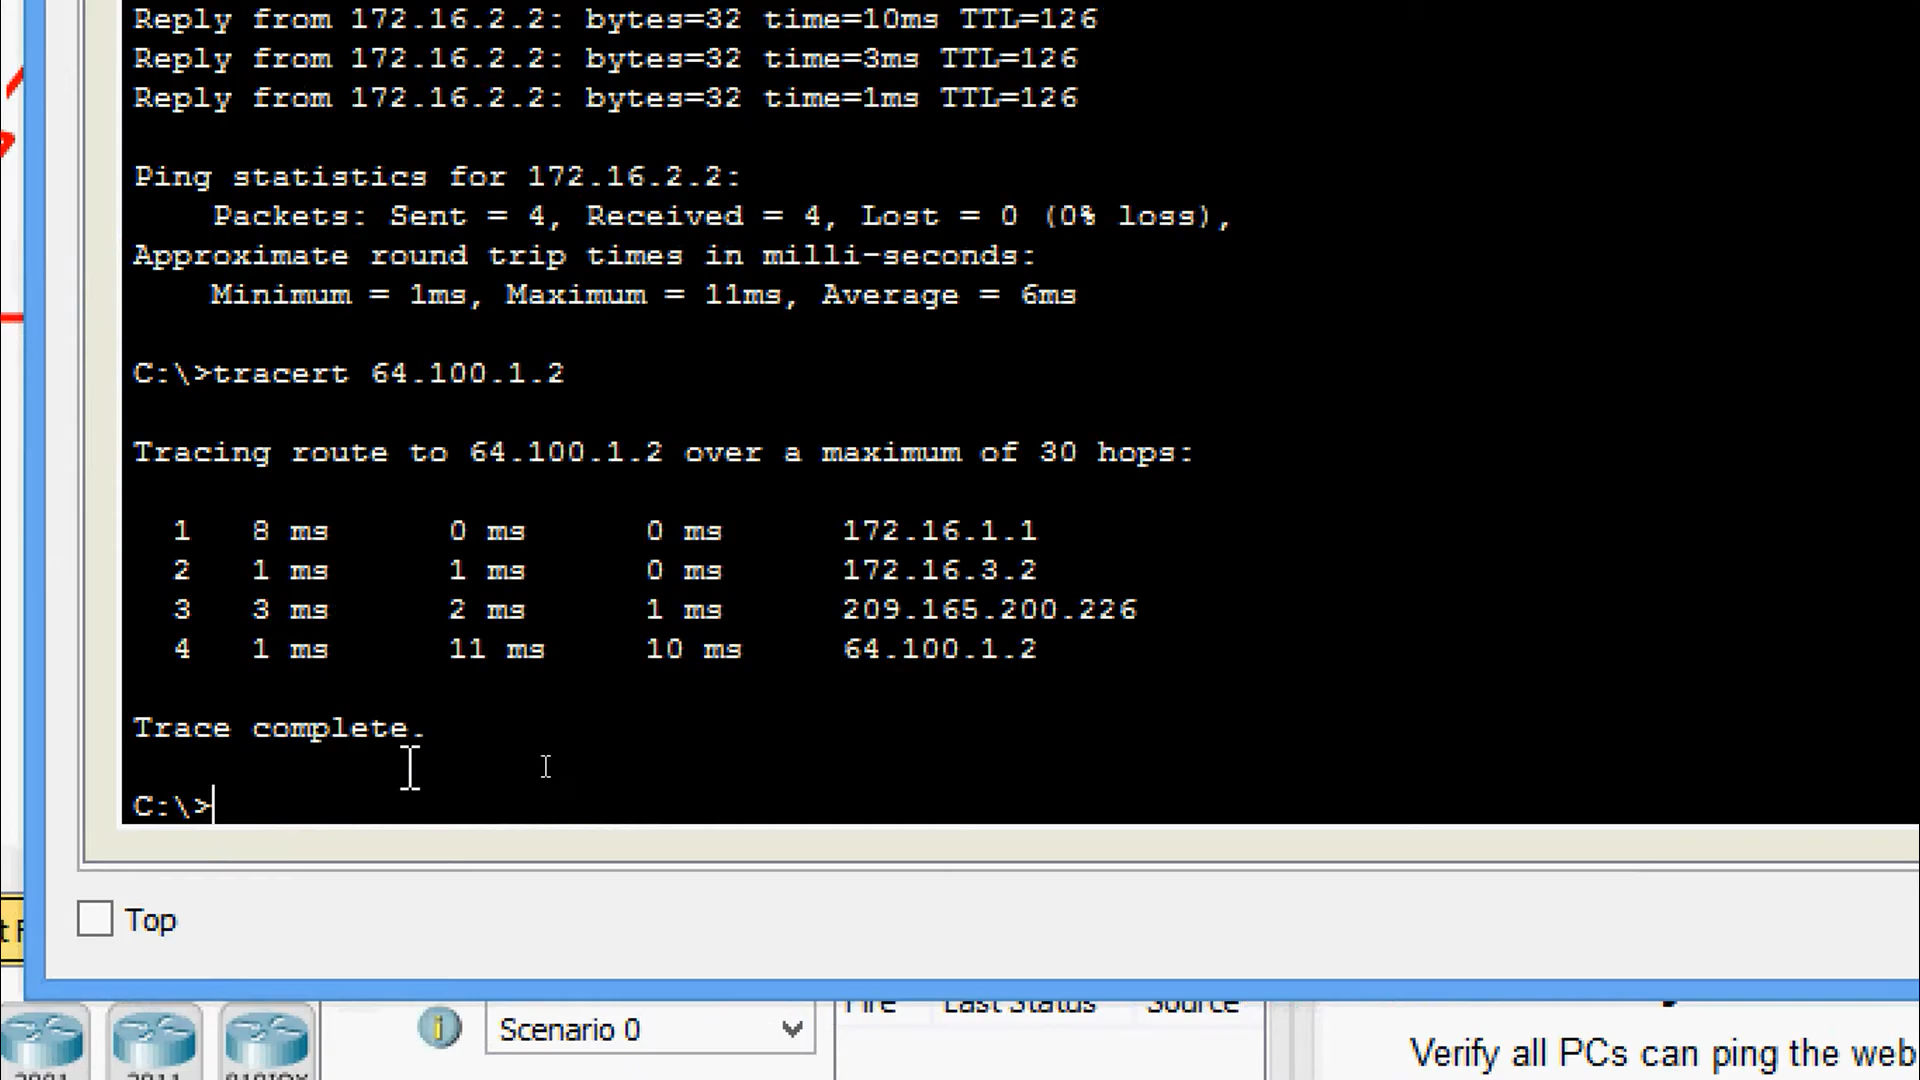 Reply from 172.16.2.2: bytes=32 time=10ms TTL=126
Reply from 172.16.2.2: bytes=32 time=3ms TTL=126
Reply from 172.16.2.2: bytes=32 time=1ms TTL=126
Ping statistics for 172.16.2.2:
Packets: Sent = 4, Received = 4, Lost = 0 (0% loss),
Approximate round trip times in milli-seconds:
Minimum = 1ms, Maximum = 11ms, Average = 6ms
C:\>tracert 64.100.1.2
Tracing route to 64.100.1.2 over a maximum of 30 hops:
1 8 ms 0 ms 0 ms 172.16.1.1
2 1 ms 1 ms 0 ms 172.16.3.2
3 3 ms 2 ms 1 ms 209.165.200.226
4 1 ms 11 ms 10 ms 64.100.1.2
Trace complete.
C:\>
Top
Fire Last Status Source
Scenario 0
Verify all PCs can ping the web